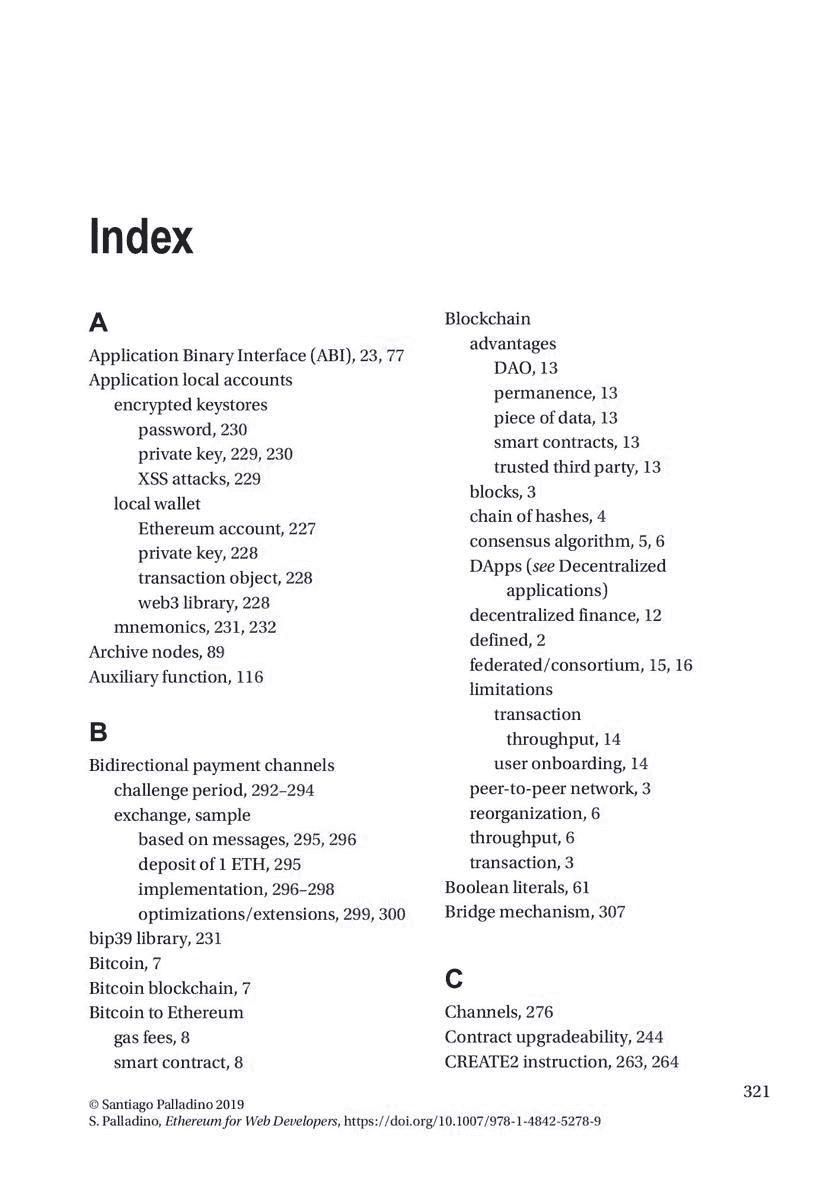 Index
A
Application Binary Interface (ABI), 23, 77
Application local accounts
encrypted keystores
password, 230
private key, 229, 230
XSS attacks, 229
local wallet
Ethereum account, 227
private key, 228
transaction object, 228
web3 library, 228
mnemonics, 231, 232
Archive nodes, 89
Auxiliary function, 116
B
Bidirectional payment channels
challenge period, 292–294
exchange, sample
based on messages, 295, 296
deposit of 1 ETH, 295
implementation, 296–298
optimizations/extensions, 299, 300
bip39 library, 231
Bitcoin, 7
Bitcoin blockchain, 7
Bitcoin to Ethereum
gas fees, 8
smart contract, 8
Blockchain
advantages
DAO, 13
permanence, 13
piece of data, 13
smart contracts, 13
trusted third party, 13
blocks, 3
chain of hashes, 4
consensus algorithm, 5, 6
DApps (see Decentralized
applications)
decentralized finance, 12
defined, 2
federated/consortium, 15, 16
limitations
transaction
throughput, 14
user onboarding, 14
peer-to-peer network, 3
reorganization, 6
throughput, 6
transaction, 3
Boolean literals, 61
Bridge mechanism, 307
C
Channels, 276
Contract upgradeability, 244
CREATE2 instruction, 263, 264
321
© Santiago Palladino 2019
S. Palladino, Ethereum for Web Developers, https://doi.org/10.1007/978-1-4842-5278-9